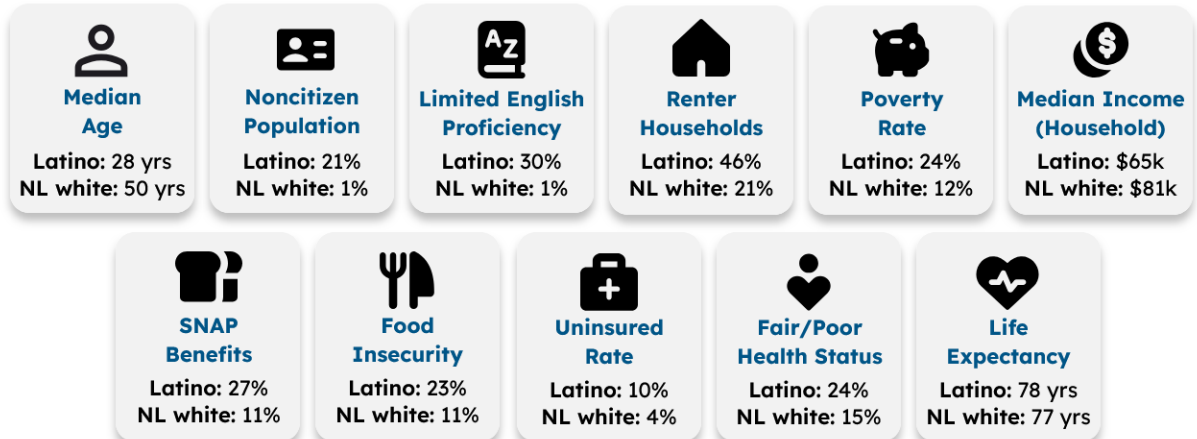 Median
Age
Latino: 28 yrs
NL white: 50 yrs
Noncitizen
Population
Latino: 21%
NL white: 1%
A Z
Limited English
Proficiency
Latino: 30%
NL white: 1%
Renter
Households
Latino: 46%
NL white: 21%
Poverty
Rate
Latino: 24%
NL white: 12%
$
Median Income
(Household)
Latino: $65k
NL white: $81k
SNAP
Benefits
Latino: 27%
NL white: 11%
Food
Insecurity
Latino: 23%
NL white: 11%
Uninsured
Rate
Latino: 10%
NL white: 4%
Fair/Poor
Health Status
Latino: 24%
NL white: 15%
Life
Expectancy
Latino: 78 yrs
NL white: 77 yrs